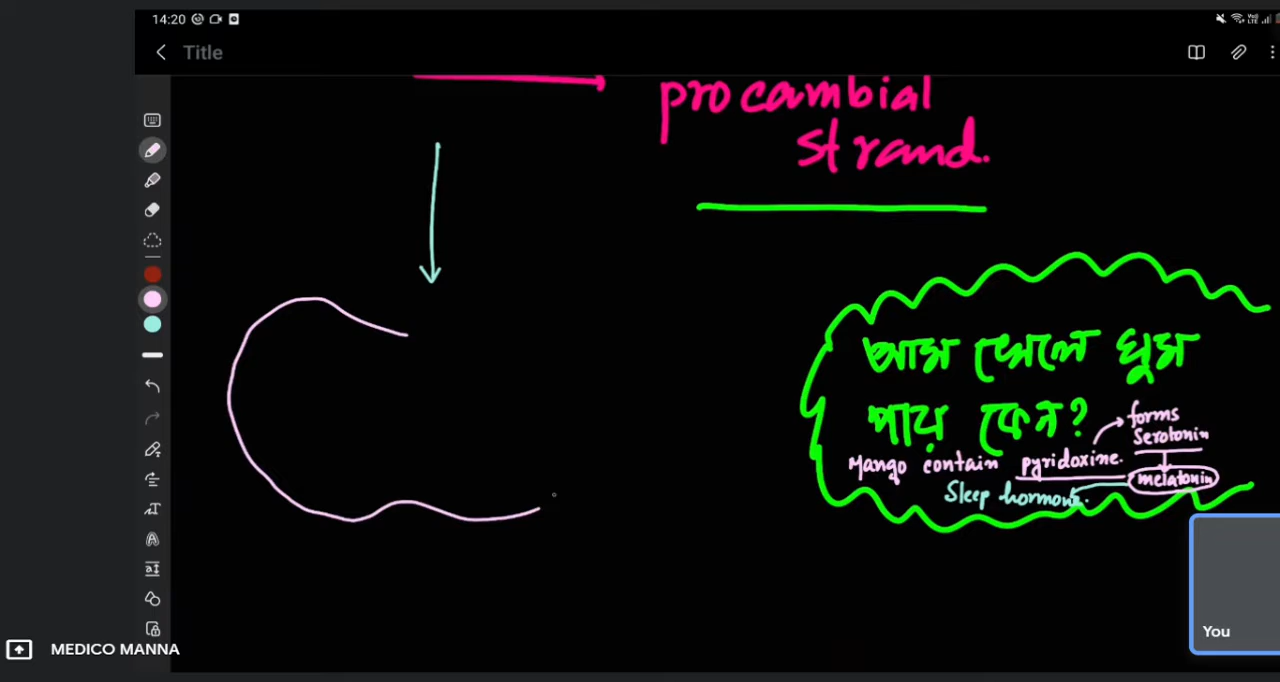 14:20
Title
procambial
strand.
আম খেলে ঘুম
পায় কেন?
forms
Serotonin
Mango contain pyridoxine.
melatonin
Sleep hormone.
You
MEDICO MANNA